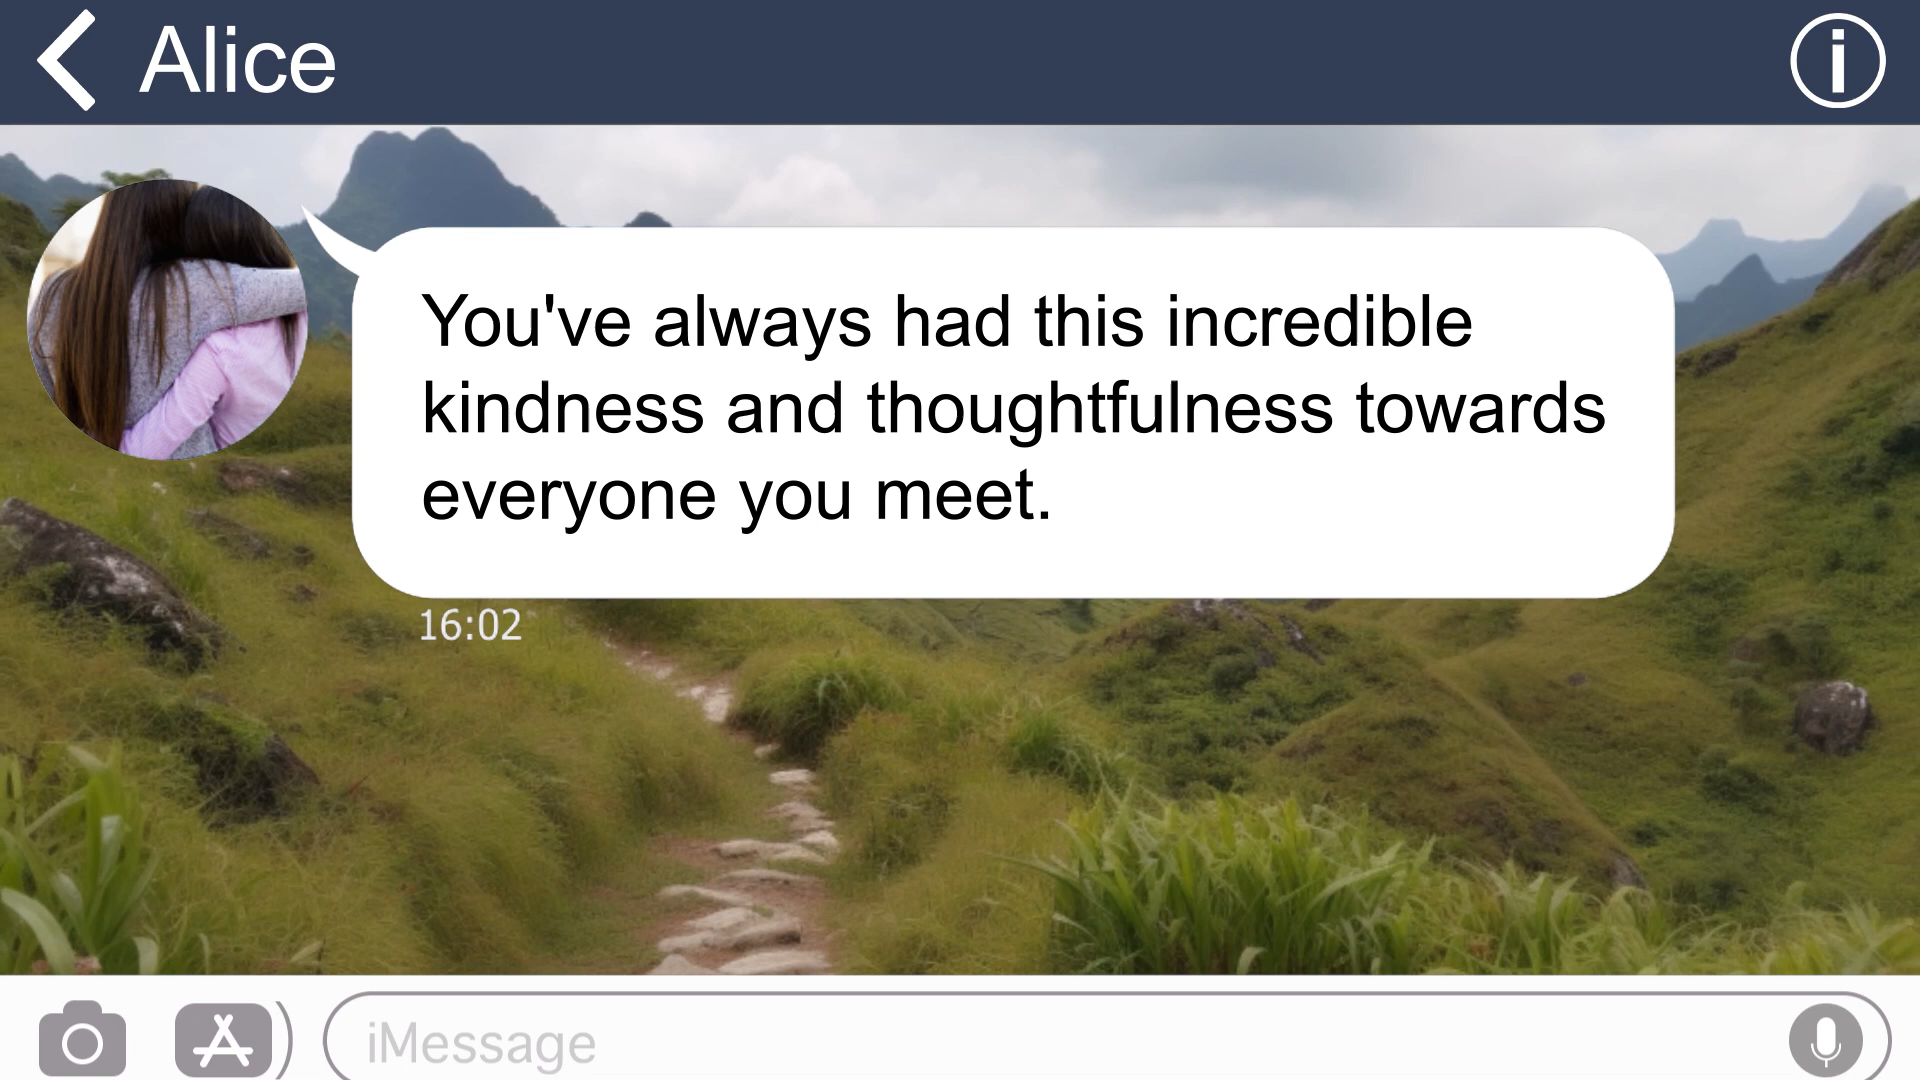 Alice
You've always had this incredible
kindness and thoughtfulness towards
everyone you meet.
16:02
iMessage